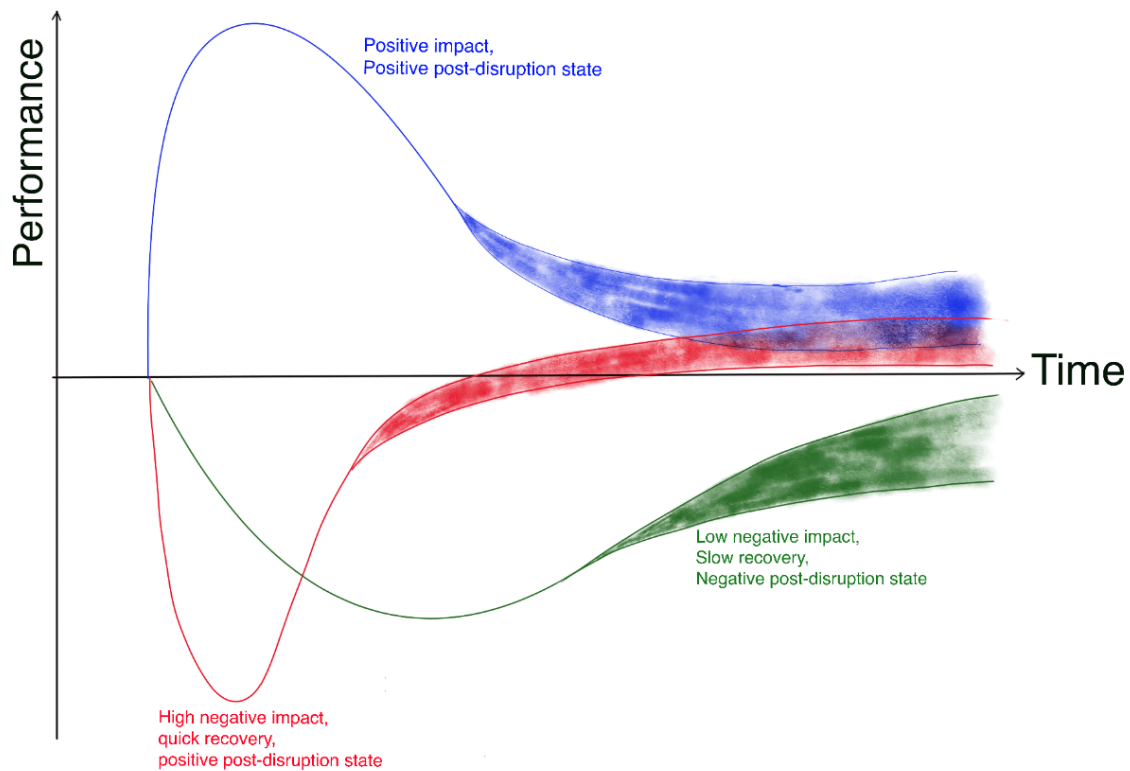 Performance
Positive impact,
Positive post-disruption state
Time
Low negative impact,
Slow recovery,
Negative post-disruption state
High negative impact,
quick recovery,
positive post-disruption state